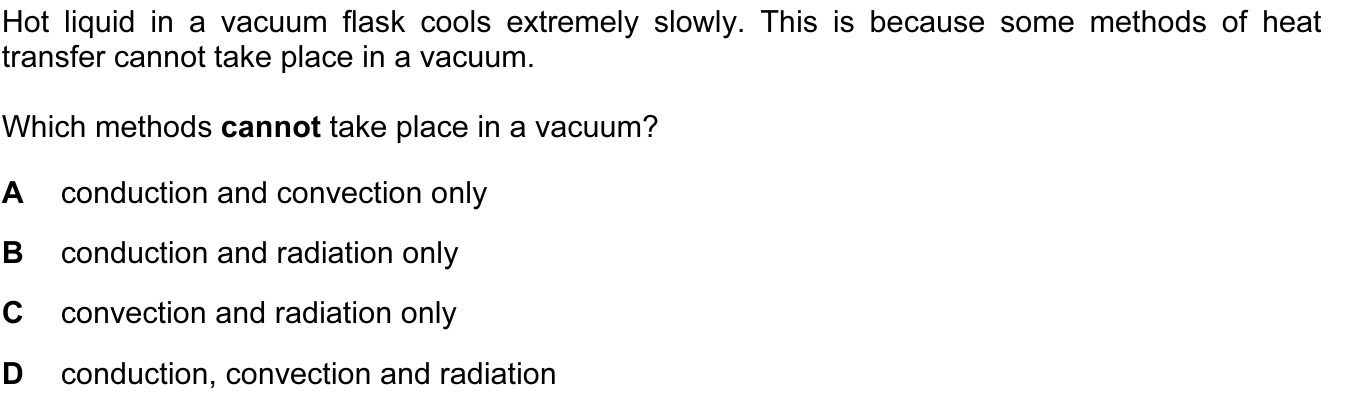 Hot liquid in a vacuum flask cools extremely slowly. This is because some methods of heat
transfer cannot take place in a vacuum.
Which methods cannot take place in a vacuum?
A conduction and convection only
B conduction and radiation only
C convection and radiation only
D conduction, convection and radiation